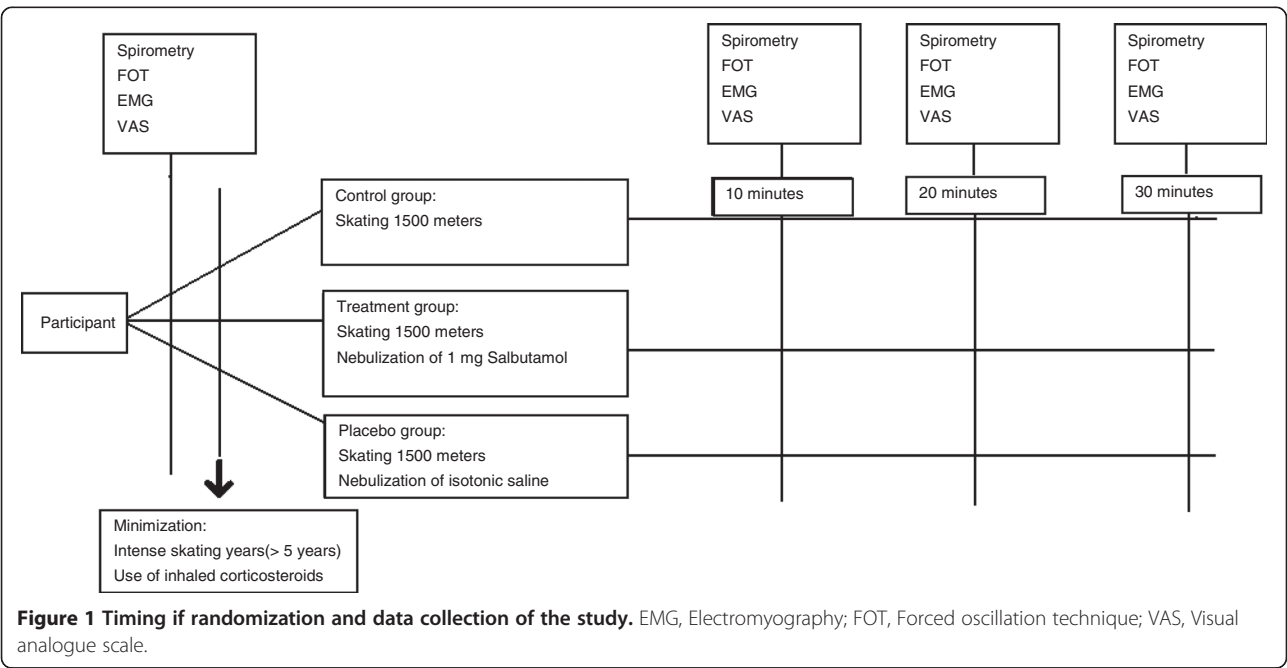 Spirometry
FOT
EMG
VAS
Spirometry
FOT
EMG
VAS
Spirometry
FOT
EMG
VAS
Spirometry
FOT
EMG
VAS
10 minutes
20 minutes
30 minutes
Participant
Control group:
Skating 1500 meters
Treatment group:
Skating 1500 meters
Nebulization of 1 mg Salbutamol
Placebo group:
Skating 1500 meters
Nebulization of isotonic saline
Minimization:
Intense skating years(> 5 years)
Use of inhaled corticosteroids
Figure 1 Timing if randomization and data collection of the study. EMG, Electromyography; FOT, Forced oscillation technique; VAS, Visual
analogue scale.